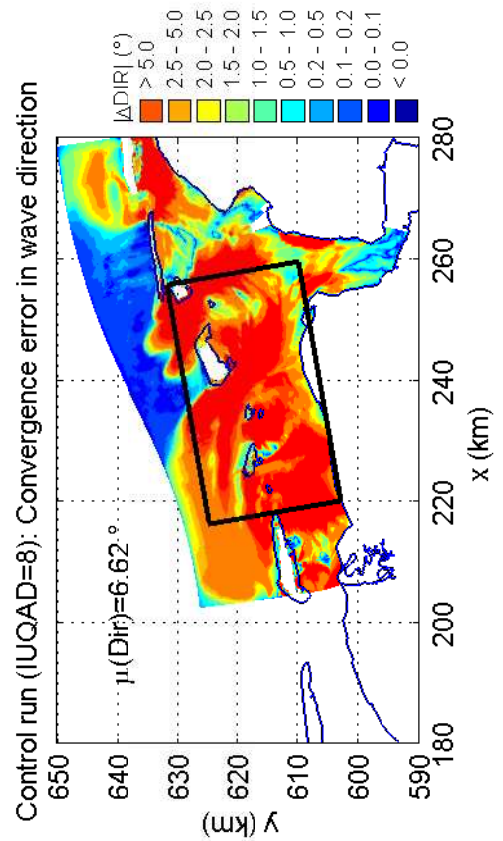 Control run (IUQAD=8): Convergence error in wave direction
μ(Dir)=6.62 °
|ΔDIR| (°)
> 5.0
2.5 - 5.0
2.0 - 2.5
1.5 - 2.0
1.0 - 1.5
0.5 - 1.0
0.2 - 0.5
0.1 - 0.2
0.0 - 0.1
< 0.0
y (km)
650
640
630
620
610
600
590
180
200
220
240
260
280
x (km)